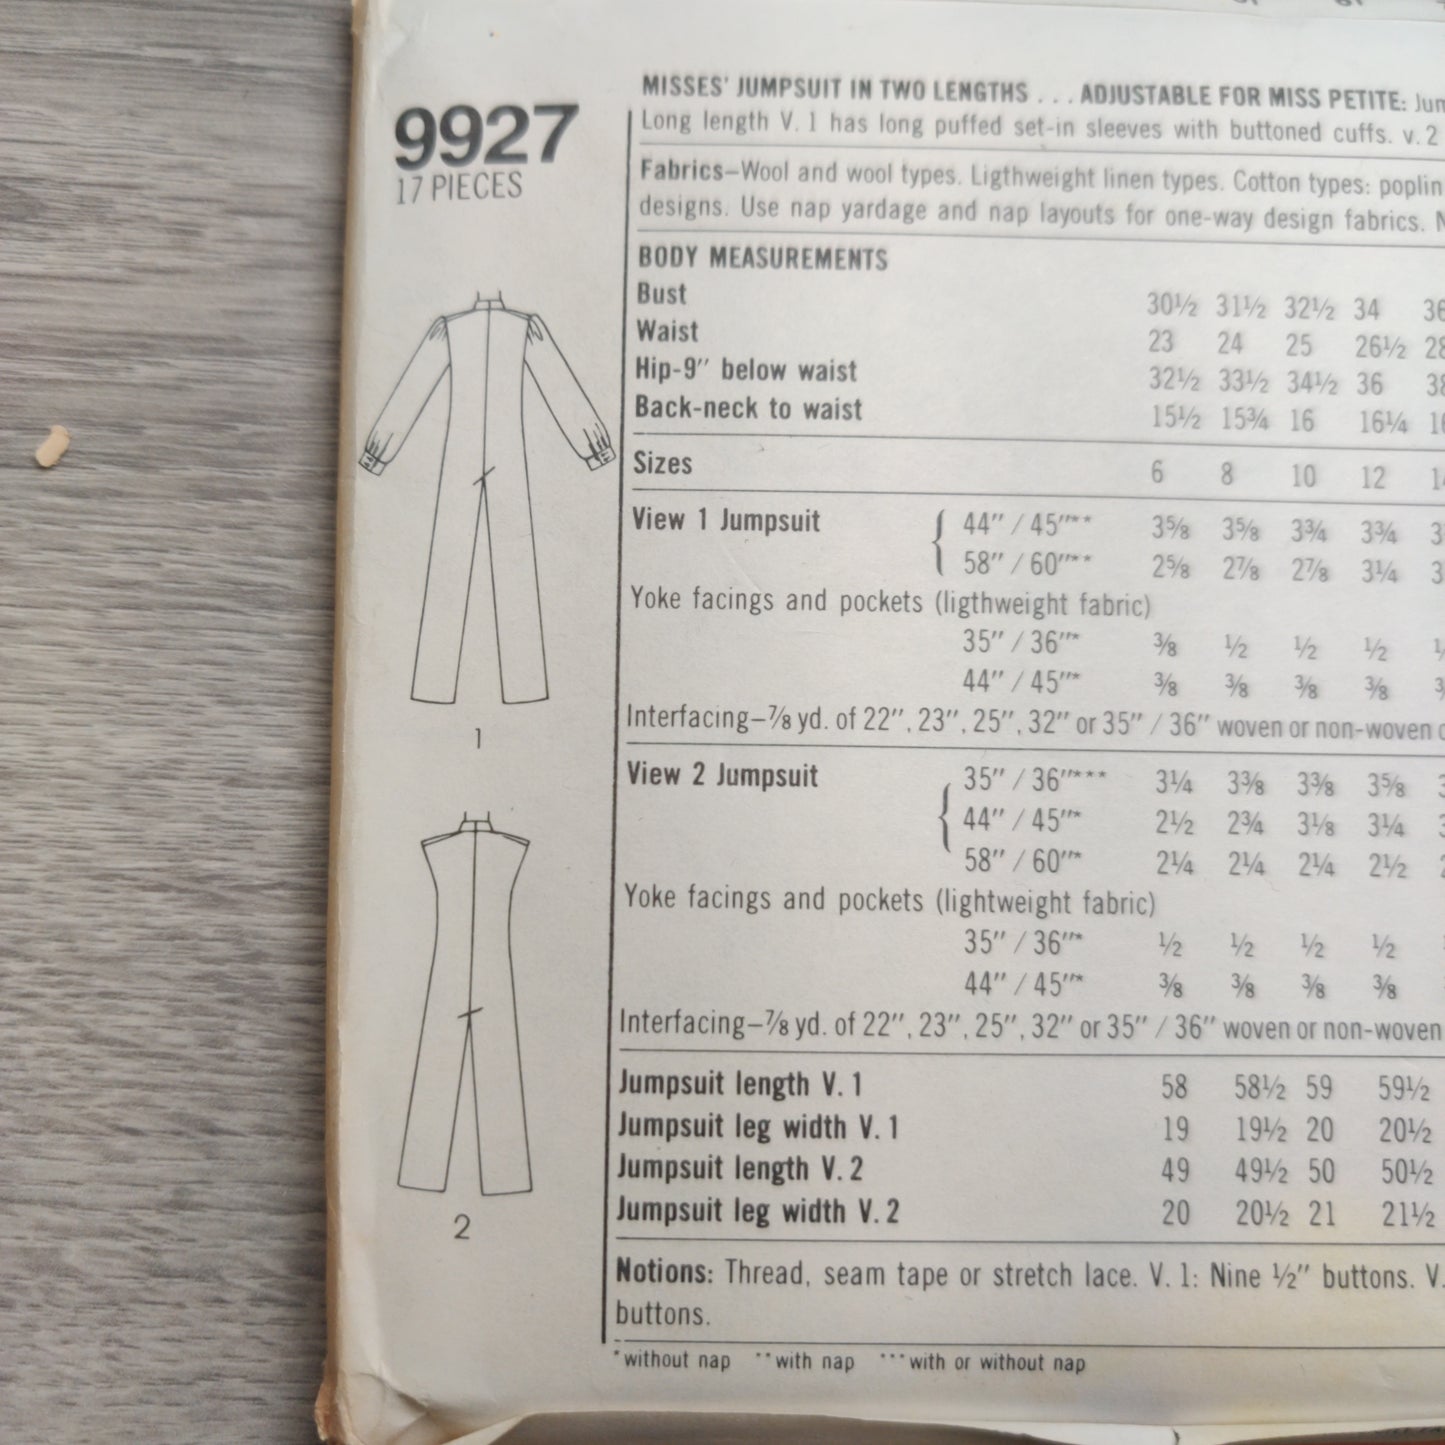 9927
17 PIECES
1
2
MISSES' JUMPSUIT IN TWO LENGTHS . . . ADJUSTABLE FOR MISS PETITE:
Long length V. 1 has long puffed set-in sleeves with buttoned cuffs. v. 2
Fabrics—Wool and wool types. Ligthweight linen types. Cotton types: poplin
designs. Use nap yardage and nap layouts for one-way design fabrics.
BODY MEASUREMENTS
Bust 30½ 31½ 32½ 34 36
Waist 23 24 25 26½ 28
Hip-9" below waist 32½ 33½ 34½ 36 38
Back-neck to waist 15½ 15¾ 16 16¼
Sizes 6 8 10 12
View 1 Jumpsuit { 44" / 45"** 3⅝ 3⅝ 3¾ 3¾ 3
58" / 60"** 2⅝ 2⅞ 2⅞ 3¼ 3
Yoke facings and pockets (ligthweight fabric)
35" / 36"* ⅜ ½ ½ ½
44" / 45"* ⅜ ⅜ ⅜ ⅜
Interfacing—⅞ yd. of 22", 23", 25", 32" or 35" / 36" woven or non-woven
View 2 Jumpsuit { 35" / 36"*** 3¼ 3⅜ 3⅜ 3⅝
44" / 45"* 2½ 2¾ 3⅛ 3¼
58" / 60"* 2¼ 2¼ 2¼ 2½
Yoke facings and pockets (lightweight fabric)
35" / 36"* ½ ½ ½ ½
44" / 45"* ⅜ ⅜ ⅜ ⅜
Interfacing—⅞ yd. of 22", 23", 25", 32" or 35" / 36" woven or non-woven
Jumpsuit length V. 1 58 58½ 59 59½
Jumpsuit leg width V. 1 19 19½ 20 20½
Jumpsuit length V. 2 49 49½ 50 50½
Jumpsuit leg width V. 2 20 20½ 21 21½
Notions: Thread, seam tape or stretch lace. V. 1: Nine ½" buttons. V.
buttons.
*without nap **with nap ***with or without nap